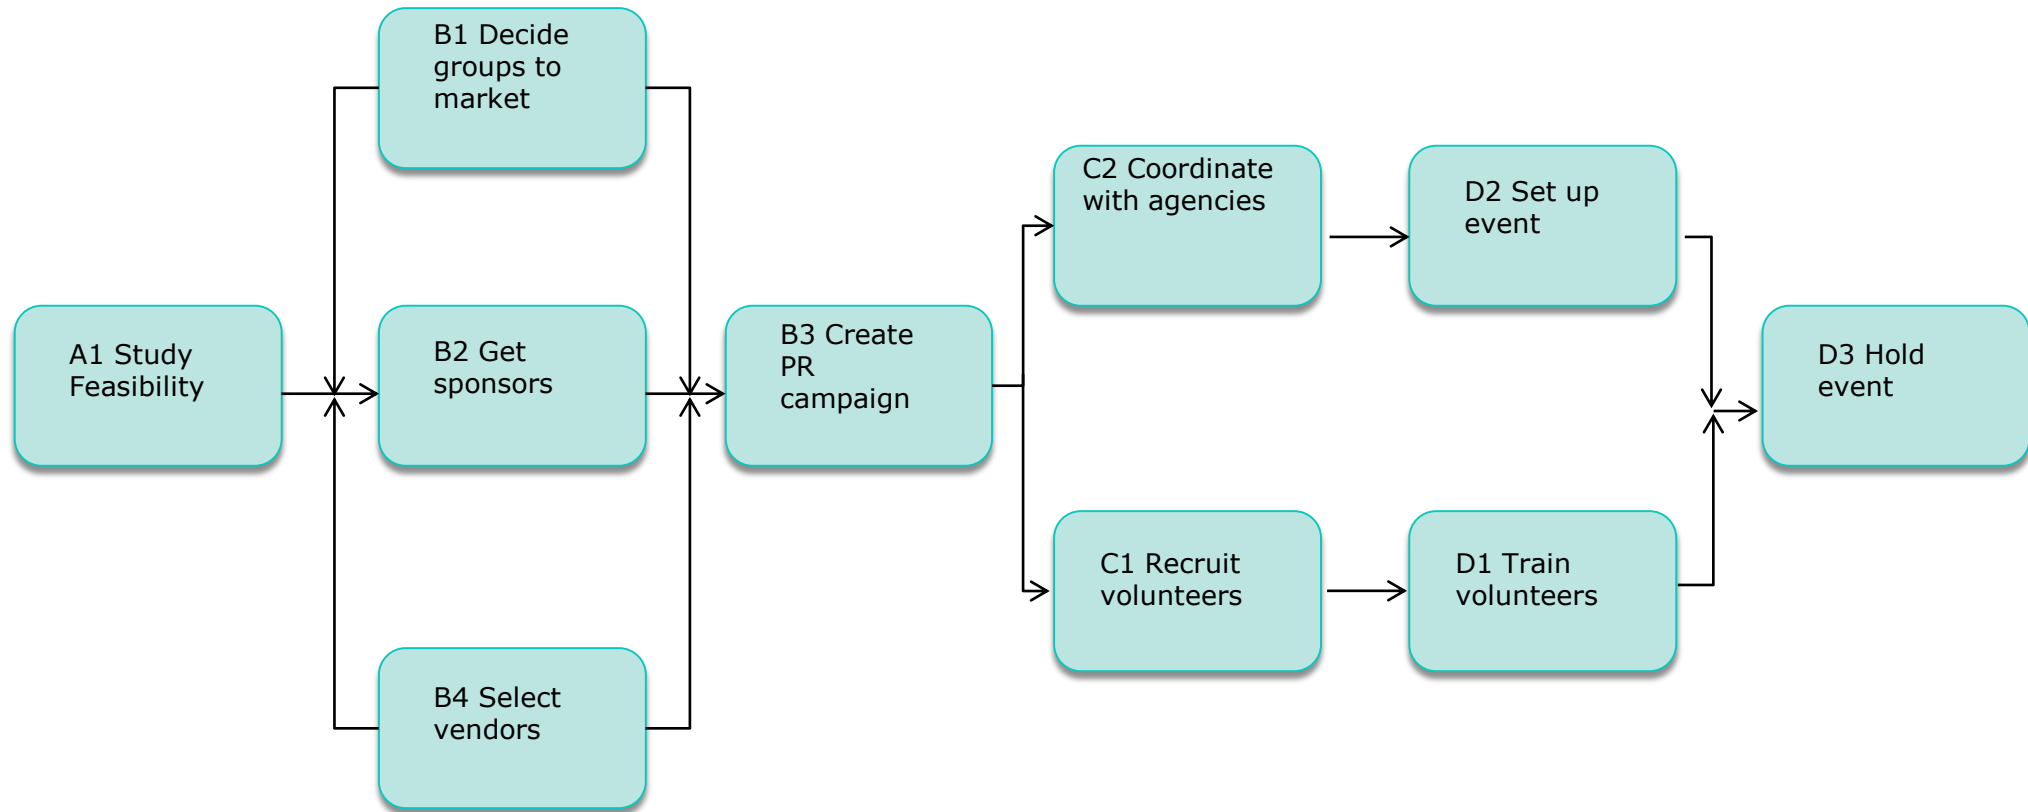 B1 Decide
groups to
market
A1 Study
Feasibility
B2 Get
sponsors
B4 Select
vendors
B3 Create
PR
campaign
C2 Coordinate
with agencies
C1 Recruit
volunteers
D2 Set up
event
D1 Train
volunteers
D3 Hold
event